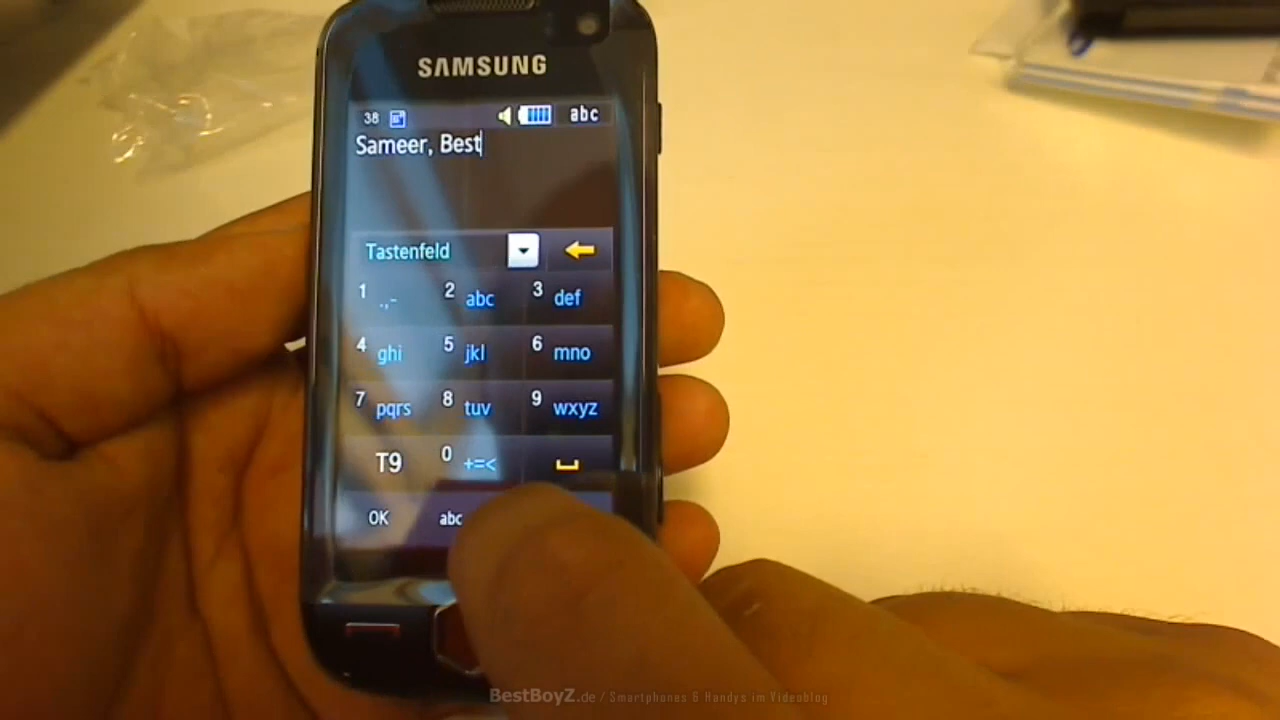 SAMSUNG
38 abc
Sameer, Best
Tastenfeld
1 .,- 2 abc 3 def
4 ghi 5 jkl 6 mno
7 pqrs 8 tuv 9 wxyz
T9 0 +=<
OK abc
BestBoyZ.de / Smartphones & Handys im Videoblog